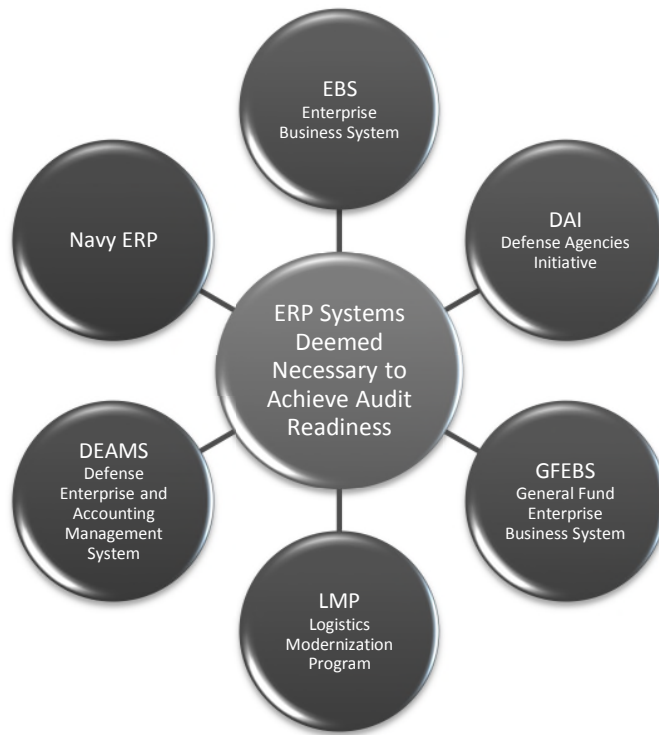 EBS
Enterprise
Business System
Navy ERP
DAI
Defense Agencies
Initiative
ERP Systems
Deemed
Necessary to
Achieve Audit
Readiness
DEAMS
Defense
Enterprise and
Accounting
Management
System
GFEBS
General Fund
Enterprise
Business System
LMP
Logistics
Modernization
Program